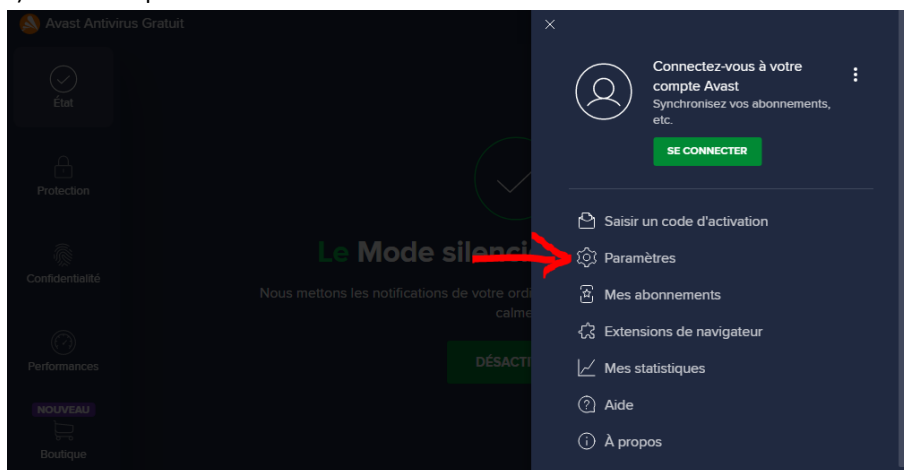 Avast Antivirus Gratuit
État
Protection
Confidentialité
Performances
NOUVEAU
Boutique
Le Mode silenci
Nous mettons les notifications de votre ordi
calme
DÉSACTI
Connectez-vous à votre
compte Avast
Synchronisez vos abonnements,
etc.
SE CONNECTER
Saisir un code d'activation
Paramètres
Mes abonnements
Extensions de navigateur
Mes statistiques
Aide
À propos